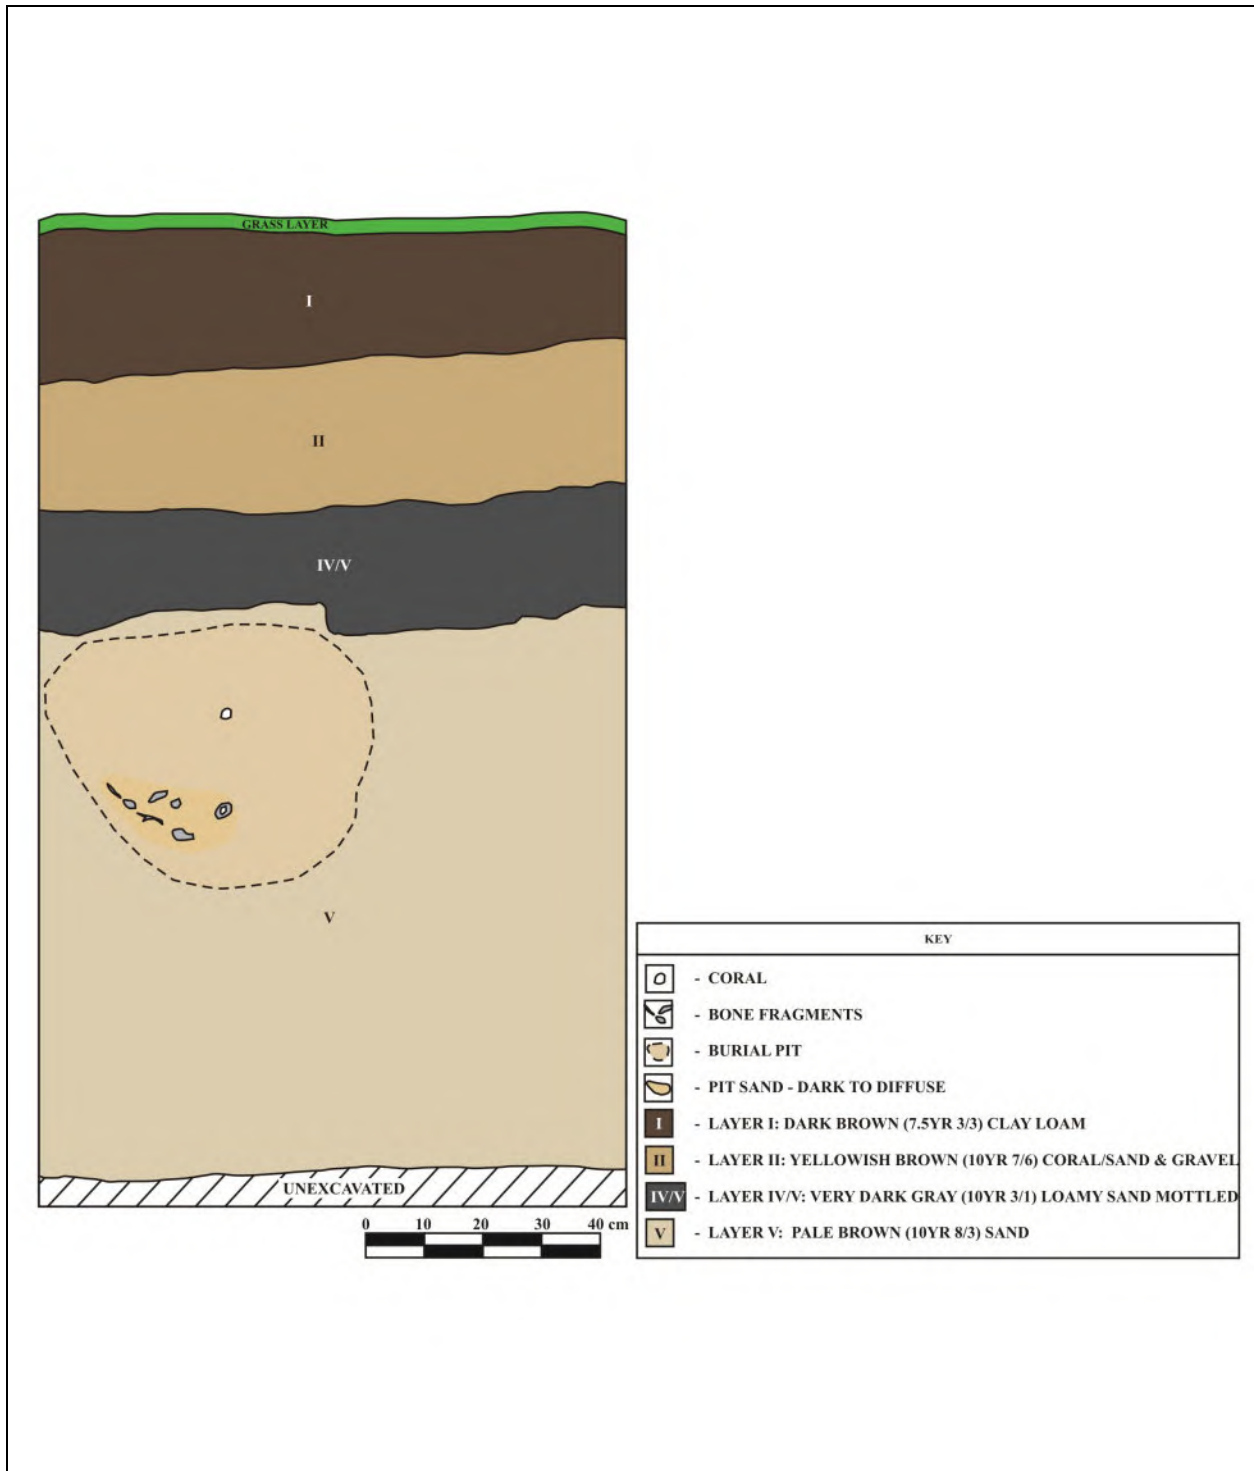 GRASS LAYER
I
II
IV/V
V
UNEXCAVATED
0 10 20 30 40 cm
KEY
- CORAL
- BONE FRAGMENTS
- BURIAL PIT
- PIT SAND - DARK TO DIFFUSE
I - LAYER I: DARK BROWN (7.5YR 3/3) CLAY LOAM
II - LAYER II: YELLOWISH BROWN (10YR 7/6) CORAL/SAND & GRAVEL
IV/V - LAYER IV/V: VERY DARK GRAY (10YR 3/1) LOAMY SAND MOTTLED
V - LAYER V: PALE BROWN (10YR 8/3) SAND